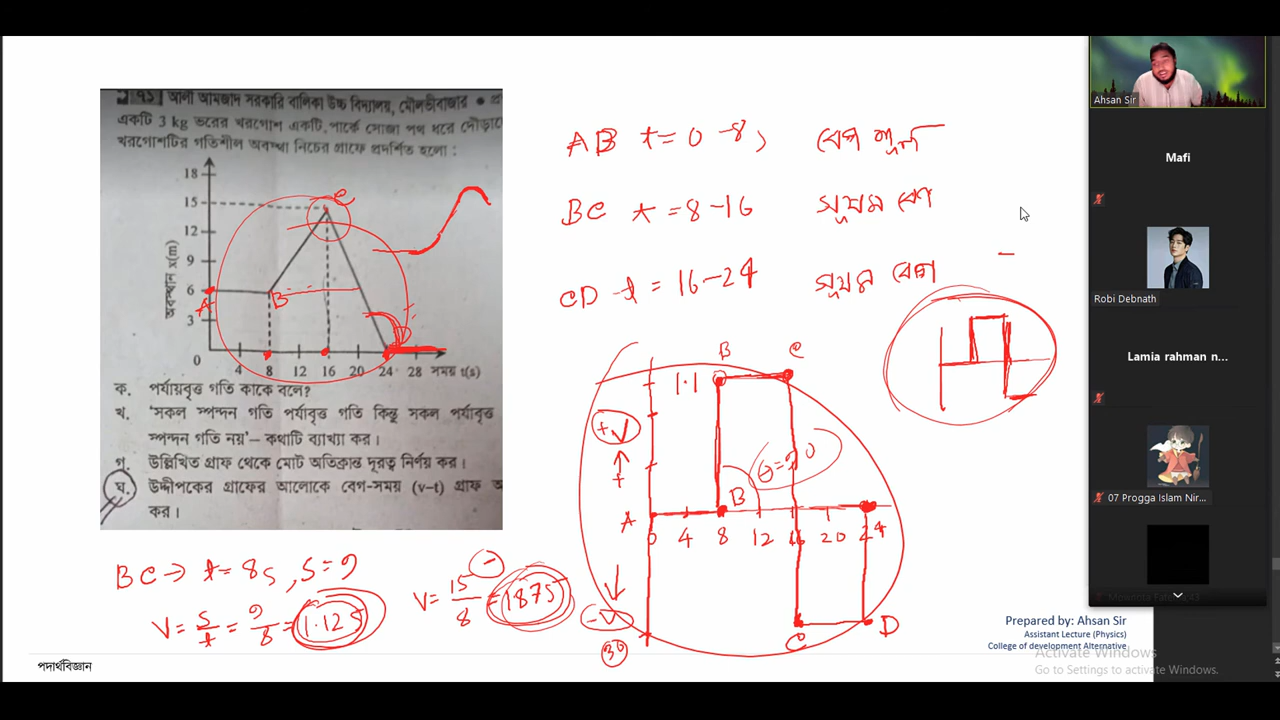 ৭১ আলী আমজাদ সরকারি বালিকা উচ্চ বিদ্যালয়, মৌলভীবাজার ●
একটি 3 kg ভরের খরগোশ একটি পার্কে সোজা পথ ধরে
খরগোশটির গতিশীল অবস্থা নিচের গ্রাফে প্রদর্শিত হলো :
18
15
12
9
6
3
0
অবস্থান x(m)
4 8 12 16 20 24 28 সময় t(s)
A
B
C
D
ক. পর্যায়বৃত্ত গতি কাকে বলে?
খ. 'সকল স্পন্দন গতি পর্যাবৃত্ত গতি কিন্তু সকল পর্যাবৃত্ত
স্পন্দন গতি নয়'– কথাটি ব্যাখ্যা কর।
গ. উল্লিখিত গ্রাফ থেকে মোট অতিক্রান্ত দূরত্ব নির্ণয় কর।
ঘ. উদ্দীপকের গ্রাফের আলোকে বেগ-সময় (v–t) গ্রাফ
কর।
AB t = 0-8,
BC t = 8-16 সুষম বেগ
CD t = 16-24 সুষম বেগ
BC → t = 8s, s = 9
V = s/t = 9/8 = 1.125
V = 15/8 = 1875
B C
1.1
+V
+
θ=90
A B
0 4 8 12 16 20 24
-V
30
C D
Prepared by: Ahsan Sir
Assistant Lecture (Physics)
College of development Alternative
পদার্থবিজ্ঞান
Activate Windows
Go to Settings to activate Windows.
Ahsan Sir
Mafi
Robi Debnath
Lamia rahman n...
07 Progga Islam Nir...